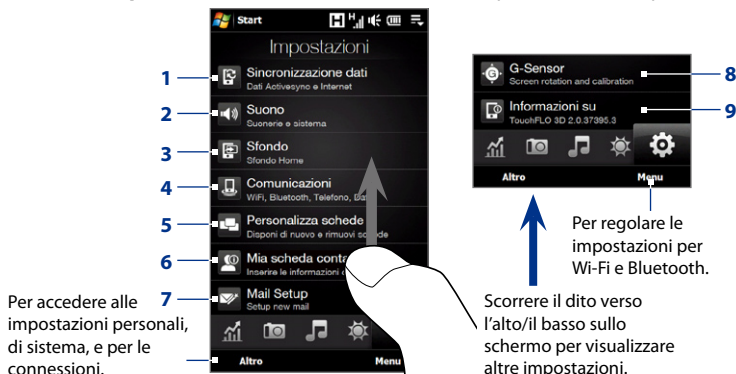 Start
Impostazioni
1
Sincronizzazione dati
Dati Activesync e Internet
2
Suono
Suonerie e sistema
3
Sfondo
Sfondo Home
4
Comunicazioni
WiFi, Bluetooth, Telefono, Da
5
Personalizza schede
Disponi di nuovo e rimuovi sc de
6
Mia scheda conta
Inserire le informazioni
7
Mail Setup
Setup new mail
Altro
Menu
Per accedere alle
impostazioni personali,
di sistema, e per le
connessioni.
8
G-Sensor
Screen rotation and calibration
9
Informazioni su
TouchFLO 3D 2.0.37395.3
Altro
Menu
Per regolare le
impostazioni per
Wi-Fi e Bluetooth.
Scorrere il dito verso
l'alto/il basso sullo
schermo per visualizzare
altre impostazioni.